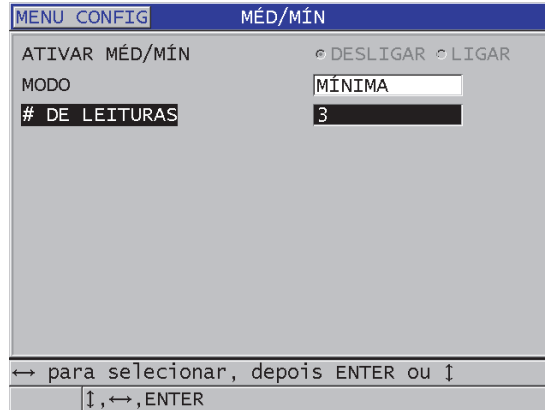 MENU CONFIG MÉD/MÍN
ATIVAR MÉD/MÍN DESLIGAR LIGAR
MODO MÍNIMA
# DE LEITURAS 3
↔ para selecionar, depois ENTER ou ↕
↕,↔,ENTER